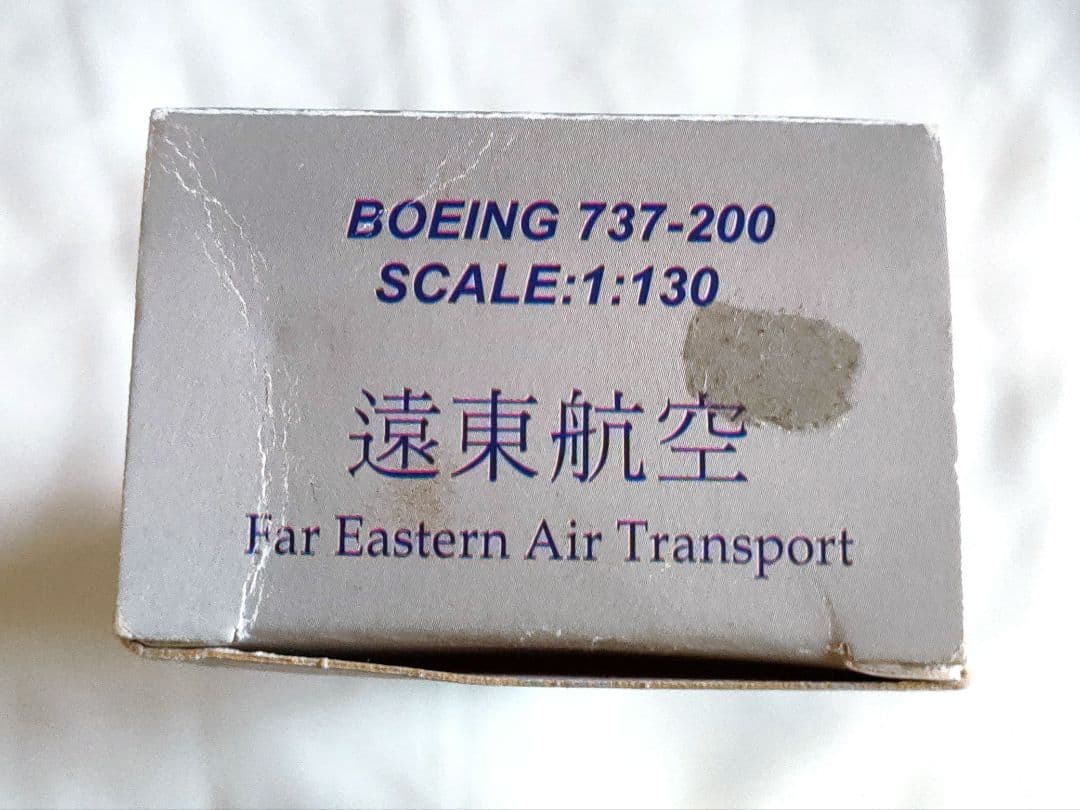 BOEING 737-200
SCALE:1:130
遠東航空
Far Eastern Air Transport